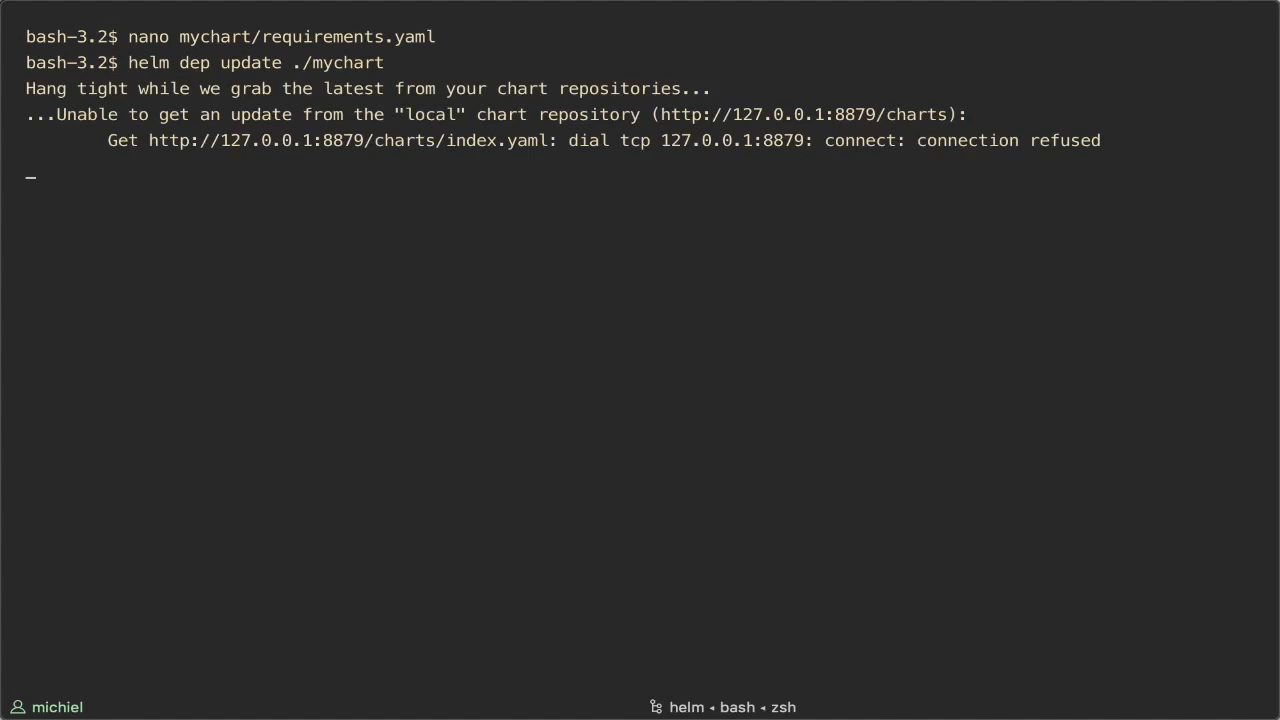 bash-3.2$ nano mychart/requirements.yaml
bash-3.2$ helm dep update ./mychart
Hang tight while we grab the latest from your chart repositories...
...Unable to get an update from the "local" chart repository (http://127.0.0.1:8879/charts):
        Get http://127.0.0.1:8879/charts/index.yaml: dial tcp 127.0.0.1:8879: connect: connection refused
_
michiel
helm ◂ bash ◂ zsh